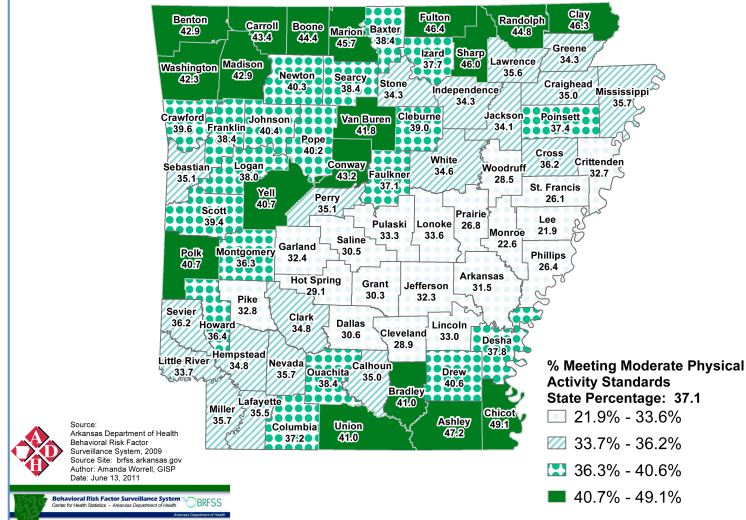 Benton
42.9
Carroll
43.4
Boone
44.4
Marion
45.7
Baxter
38.4
Fulton
46.4
Randolph
44.8
Clay
46.3
Washington
42.3
Madison
42.9
Newton
40.3
Searcy
38.4
Stone
34.3
Izard
37.7
Sharp
46.0
Lawrence
35.6
Greene
34.3
Independence
34.3
Craighead
35.0
Mississippi
35.7
Crawford
39.6
Franklin
38.4
Johnson
40.4
Pope
40.2
Van Buren
41.8
Cleburne
39.0
Jackson
34.1
Poinsett
37.4
Sebastian
35.1
Logan
38.0
Conway
43.2
Faulkner
37.1
White
34.6
Woodruff
28.5
Cross
36.2
Crittenden
32.7
St. Francis
26.1
Yell
40.7
Perry
35.1
Scott
39.4
Pulaski
33.3
Lonoke
33.6
Prairie
26.8
Monroe
22.6
Lee
21.9
Phillips
26.4
Polk
40.7
Montgomery
36.3
Garland
32.4
Saline
30.5
Hot Spring
29.1
Grant
30.3
Jefferson
32.3
Arkansas
31.5
Pike
32.8
Clark
34.8
Dallas
30.6
Cleveland
28.9
Lincoln
33.0
Desha
37.8
Sevier
36.2
Howard
36.4
Little River
33.7
Hempstead
34.8
Nevada
35.7
Ouachita
38.4
Calhoun
35.0
Bradley
41.0
Drew
40.6
Miller
35.7
Lafayette
35.5
Columbia
37.2
Union
41.0
Ashley
47.2
Chicot
49.1
% Meeting Moderate Physical
Activity Standards
State Percentage: 37.1
21.9% - 33.6%
33.7% - 36.2%
36.3% - 40.6%
40.7% - 49.1%
ADH
Source:
Arkansas Department of Health
Behavioral Risk Factor
Surveillance System, 2009
Source Site: brfss.arkansas.gov
Author: Amanda Worrell, GISP
Date: June 13, 2011
Behavioral Risk Factor Surveillance System
Center for Health Statistics • Arkansas Department of Health
BRFSS
Arkansas Department of Health